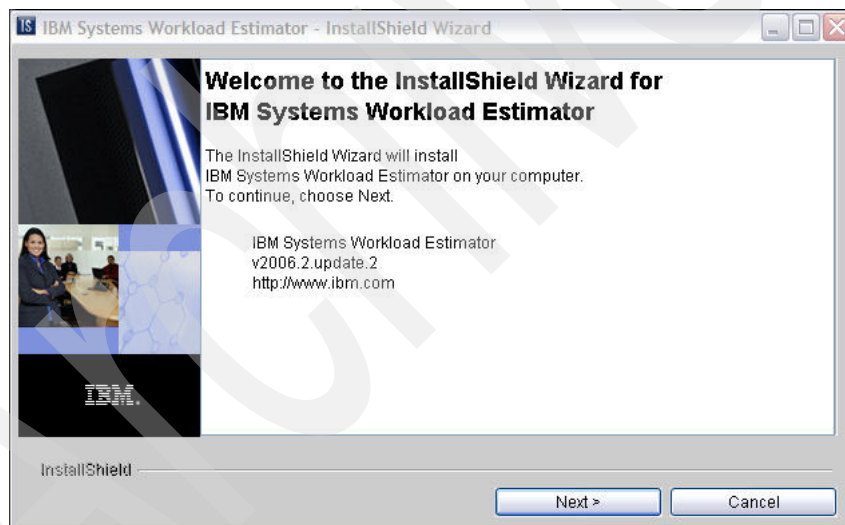 IS IBM Systems Workload Estimator - InstallShield Wizard
Welcome to the InstallShield Wizard for
IBM Systems Workload Estimator
The InstallShield Wizard will install
IBM Systems Workload Estimator on your computer.
To continue, choose Next.
IBM Systems Workload Estimator
v2006.2.update.2
http://www.ibm.com
IBM.
InstallShield
Next >
Cancel